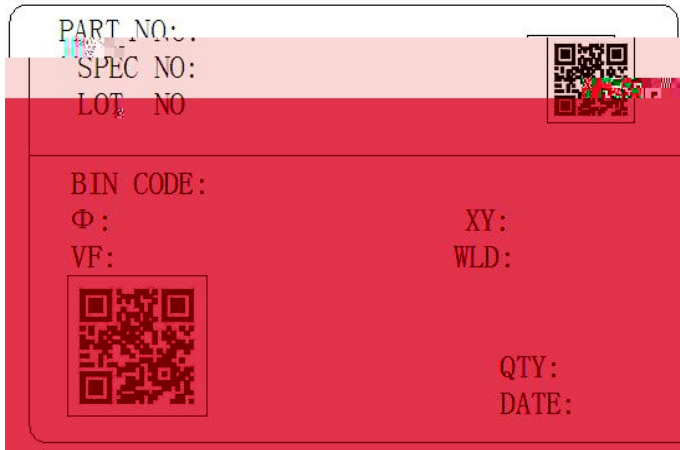 PART NO:
SPEC NO:
LOT NO
BIN CODE:
Φ:
XY:
VF:
WLD:
QTY:
DATE: